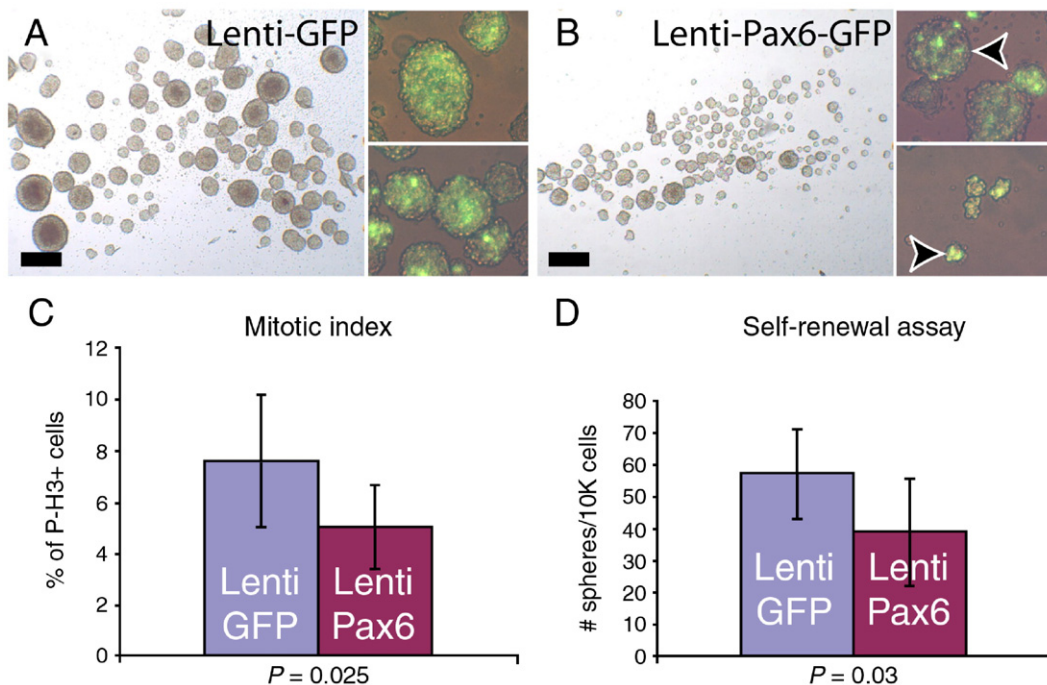 A
Lenti-GFP
B
Lenti-Pax6-GFP
C
Mitotic index
% of P-H3+ cells
12
10
8
6
4
2
0
Lenti
GFP
Lenti
Pax6
P = 0.025
D
Self-renewal assay
# spheres/10K cells
80
70
60
50
40
30
20
10
0
Lenti
GFP
Lenti
Pax6
P = 0.03